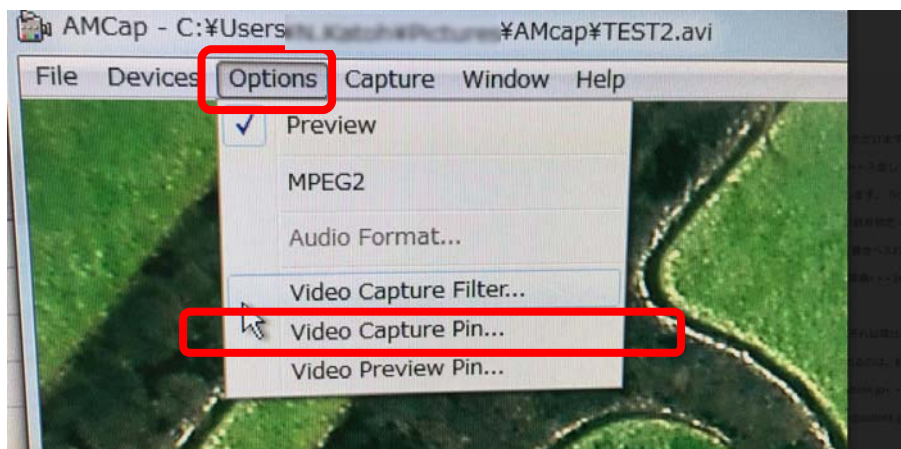 AMCap - C:¥Users ¥AMcap¥TEST2.avi
File Devices Options Capture Window Help
✓ Preview
MPEG2
Audio Format...
Video Capture Filter...
Video Capture Pin...
Video Preview Pin...